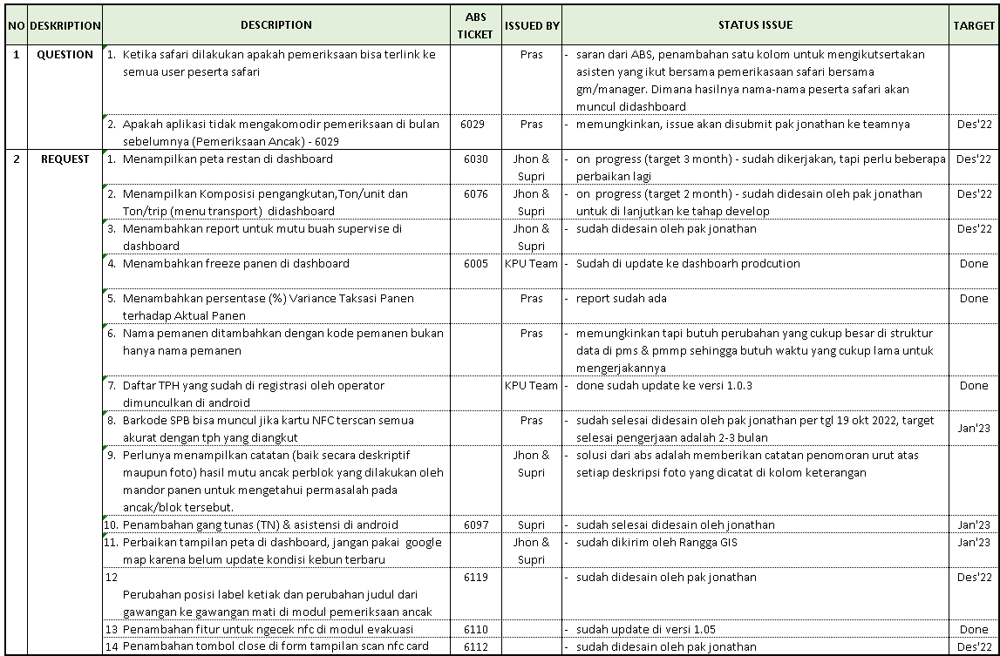 NO DESKRIPTION DESCRIPTION ABS TICKET ISSUED BY STATUS ISSUE TARGET
1 QUESTION 1. Ketika safari dilakukan apakah pemeriksaan bisa terlink ke Pras - saran dari ABS, penambahan satu kolom untuk mengikutsertakan
semua user peserta safari asisten yang ikut bersama pemerikasaan safari bersama
gm/manager. Dimana hasilnya nama-nama peserta safari akan
muncul didashboard
2. Apakah aplikasi tidak mengakomodir pemeriksaan di bulan 6029 Pras - memungkinkan, issue akan disubmit pak jonathan ke teamnya Des'22
sebelumnya (Pemeriksaan Ancak) - 6029
2 REQUEST 1. Menampilkan peta restan di dashboard 6030 Jhon & - on progress (target 3 month) - sudah dikerjakan, tapi perlu beberapa Des'22
Supri perbaikan lagi
2. Menampilkan Komposisi pengangkutan,Ton/unit dan 6076 Jhon & - on progress (target 2 month) - sudah didesain oleh pak jonathan Des'22
Ton/trip (menu transport) didashboard Supri untuk di lanjutkan ke tahap develop
3. Menambahkan report untuk mutu buah supervise di Jhon & - sudah didesain oleh pak jonathan Des'22
dashboard Supri
4. Menambahkan freeze panen di dashboard 6005 KPU Team - Sudah di update ke dashboarh prodcution Done
5. Menambahkan persentase (%) Variance Taksasi Panen Pras - report sudah ada Done
terhadap Aktual Panen
6. Nama pemanen ditambahkan dengan kode pemanen bukan Pras - memungkinkan tapi butuh perubahan yang cukup besar di struktur
hanya nama pemanen data di pms & pmmp sehingga butuh waktu yang cukup lama untuk
mengerjakannya
7. Daftar TPH yang sudah di registrasi oleh operator KPU Team - done sudah update ke versi 1.0.3 Done
dimunculkan di android
8. Barkode SPB bisa muncul jika kartu NFC terscan semua Pras - sudah selesai didesain oleh pak jonathan per tgl 19 okt 2022, target Jan'23
akurat dengan tph yang diangkut selesai pengerjaan adalah 2-3 bulan
9. Perlunya menampilkan catatan (baik secara deskriptif Jhon & - solusi dari abs adalah memberikan catatan penomoran urut atas
maupun foto) hasil mutu ancak perblok yang dilakukan oleh Supri setiap deskripsi foto yang dicatat di kolom keterangan
mandor panen untuk mengetahui permasalah pada
ancak/blok tersebut.
10. Penambahan gang tunas (TN) & asistensi di android 6097 Supri - sudah selesai didesain oleh jonathan Jan'23
11. Perbaikan tampilan peta di dashboard, jangan pakai google Jhon & - sudah dikirim oleh Rangga GIS Jan'23
map karena belum update kondisi kebun terbaru Supri
12 6119 - sudah didesain oleh pak jonathan Des'22
Perubahan posisi label ketiak dan perubahan judul dari
gawangan ke gawangan mati di modul pemeriksaan ancak
13 Penambahan fitur untuk ngecek nfc di modul evakuasi 6110 - sudah update di versi 1.05 Done
14 Penambahan tombol close di form tampilan scan nfc card 6112 - sudah didesain oleh pak jonathan Des'22